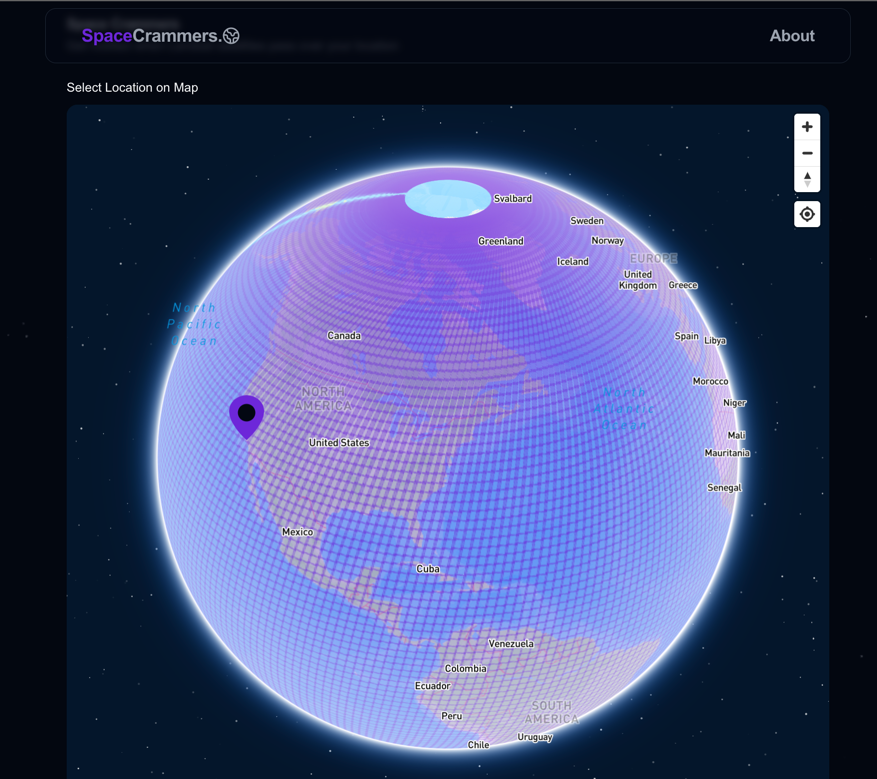 Space Crammers
SpaceCrammers.
About
Select Location on Map
Svalbard
Sweden
Greenland
Norway
Iceland
EUROPE
United
Kingdom
Greece
North
Pacific
Ocean
Canada
Spain
Libya
Morocco
NORTH
AMERICA
North
Atlantic
Ocean
Niger
United States
Mali
Mauritania
Senegal
Mexico
Cuba
Venezuela
Colombia
Ecuador
SOUTH
AMERICA
Peru
Uruguay
Chile